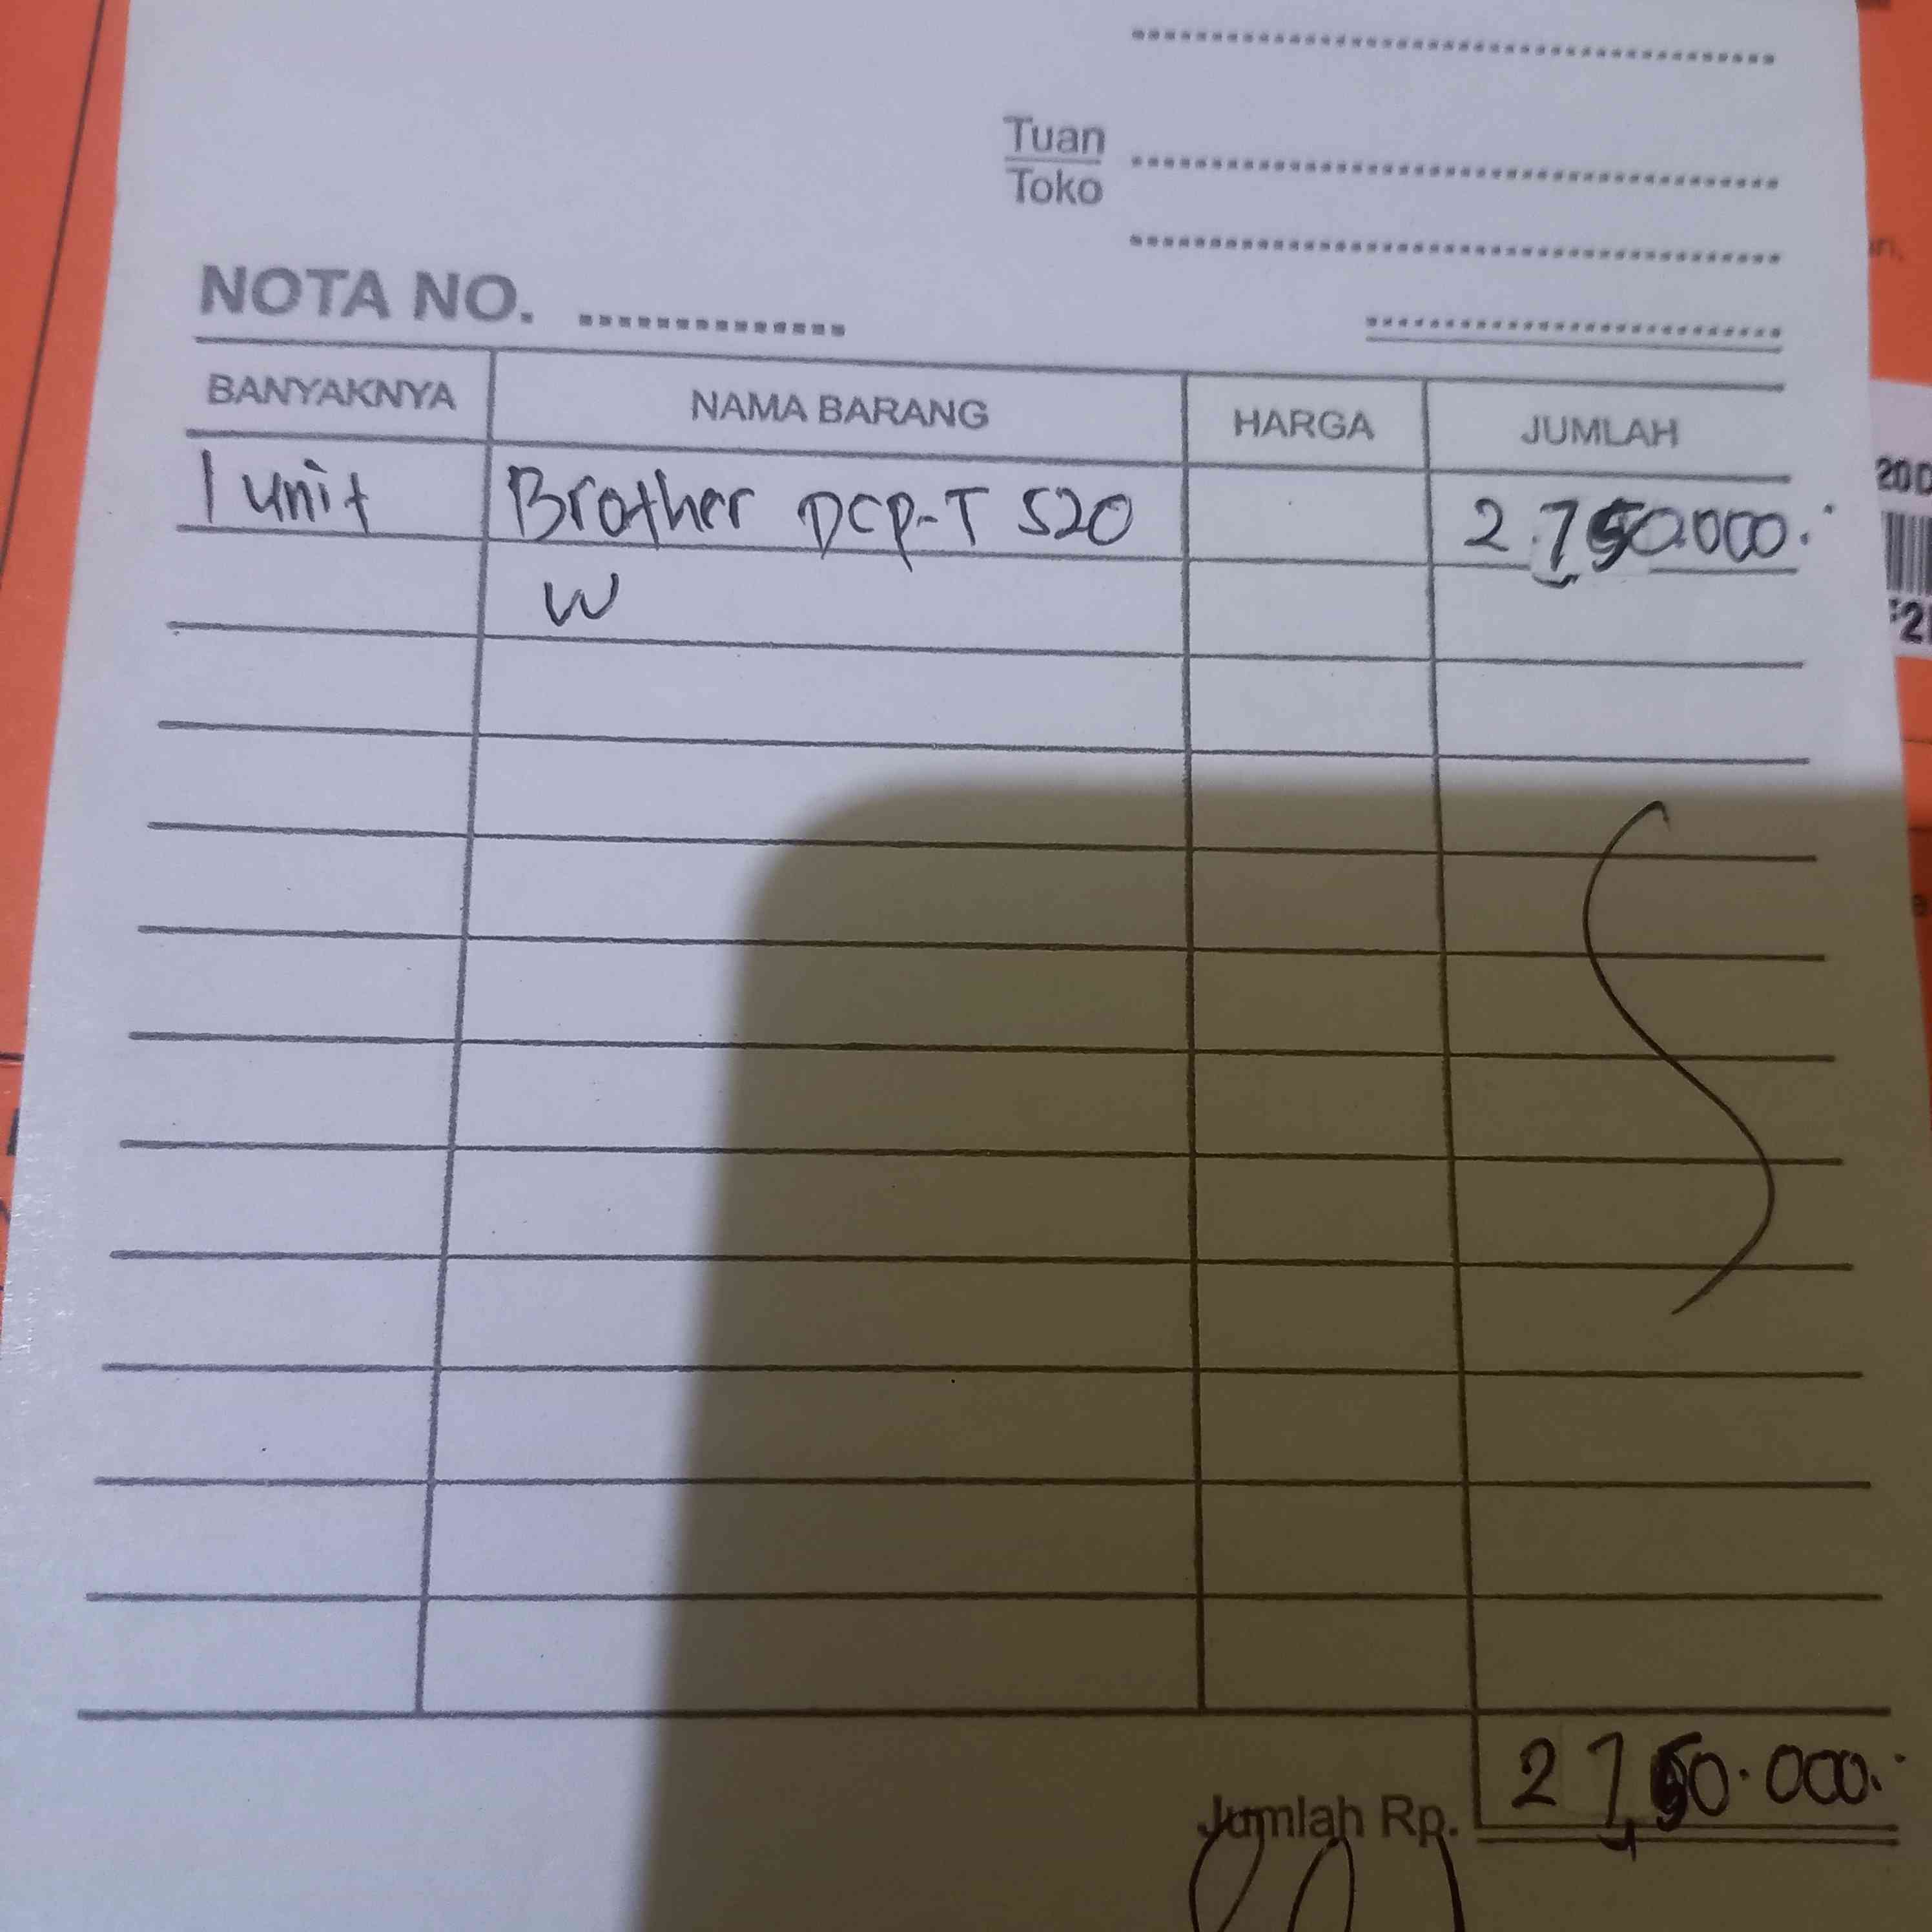 Tuan
Toko
NOTA NO.
BANYAKNYA NAMA BARANG HARGA JUMLAH
1 unit Brother DCP-T 520 2.750.000.-
W
Jumlah Rp. 2 750.000.-
200